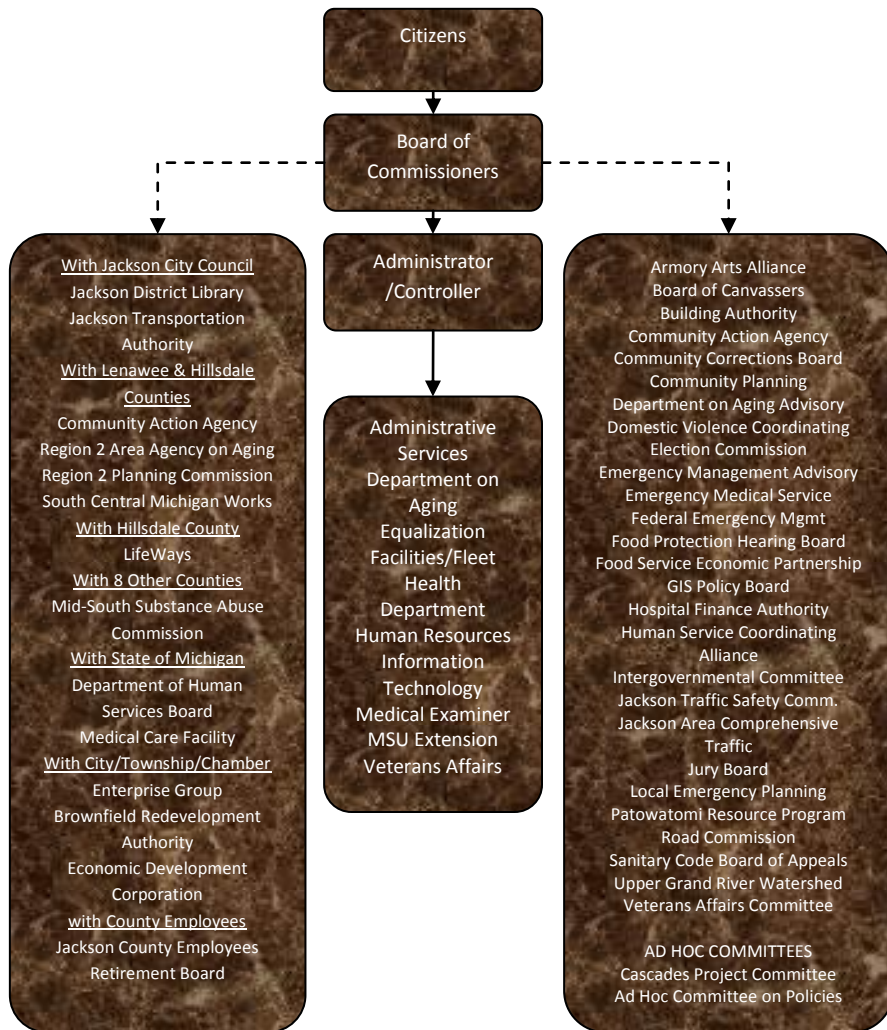 Citizens
Board of
Commissioners
Administrator
/Controller
Administrative
Services
Department on
Aging
Equalization
Facilities/Fleet
Health
Department
Human Resources
Information
Technology
Medical Examiner
MSU Extension
Veterans Affairs
With Jackson City Council
Jackson District Library
Jackson Transportation
Authority
With Lenawee & Hillsdale
Counties
Community Action Agency
Region 2 Area Agency on Aging
Region 2 Planning Commission
South Central Michigan Works
With Hillsdale County
LifeWays
With 8 Other Counties
Mid-South Substance Abuse
Commission
With State of Michigan
Department of Human
Services Board
Medical Care Facility
With City/Township/Chamber
Enterprise Group
Brownfield Redevelopment
Authority
Economic Development
Corporation
with County Employees
Jackson County Employees
Retirement Board
Armory Arts Alliance
Board of Canvassers
Building Authority
Community Action Agency
Community Corrections Board
Community Planning
Department on Aging Advisory
Domestic Violence Coordinating
Election Commission
Emergency Management Advisory
Emergency Medical Service
Federal Emergency Mgmt
Food Protection Hearing Board
Food Service Economic Partnership
GIS Policy Board
Hospital Finance Authority
Human Service Coordinating
Alliance
Intergovernmental Committee
Jackson Traffic Safety Comm.
Jackson Area Comprehensive
Traffic
Jury Board
Local Emergency Planning
Patowatomi Resource Program
Road Commission
Sanitary Code Board of Appeals
Upper Grand River Watershed
Veterans Affairs Committee
AD HOC COMMITTEES
Cascades Project Committee
Ad Hoc Committee on Policies